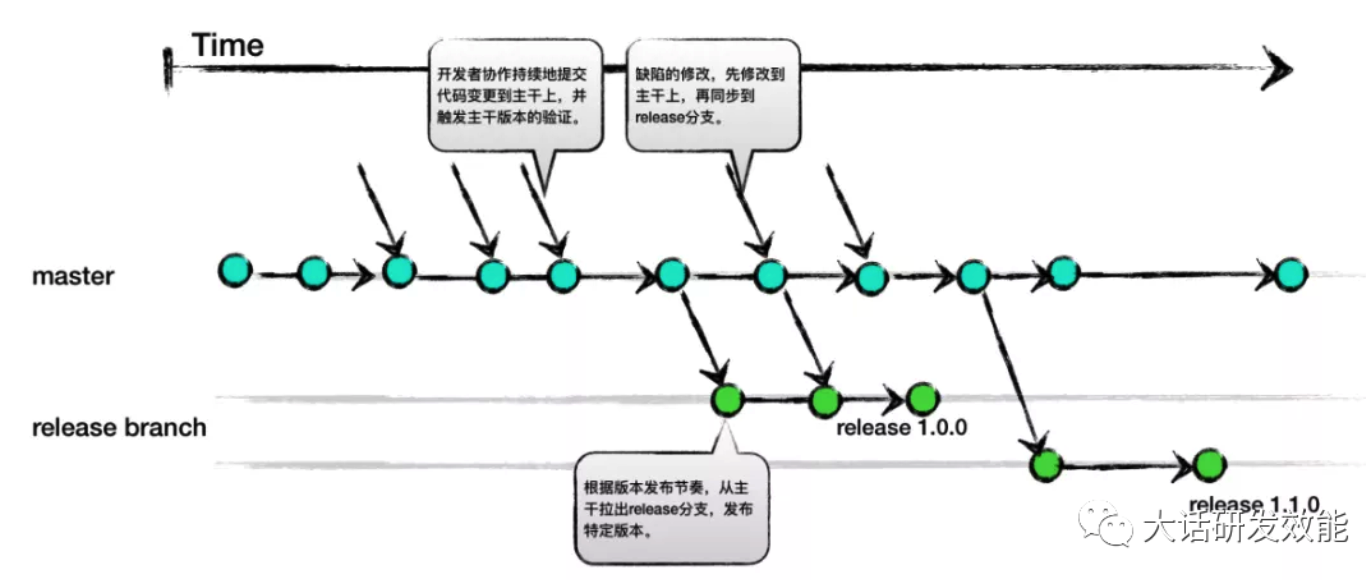 Time
开发者协作持续地提交
代码变更到主干上，并
触发主干版本的验证。
缺陷的修改，先修改到
主干上，再同步到
release分支。
master
release branch
release 1.0.0
根据版本发布节奏，从主
干拉出release分支，发布
特定版本。
release 1.1.0
大话研发效能